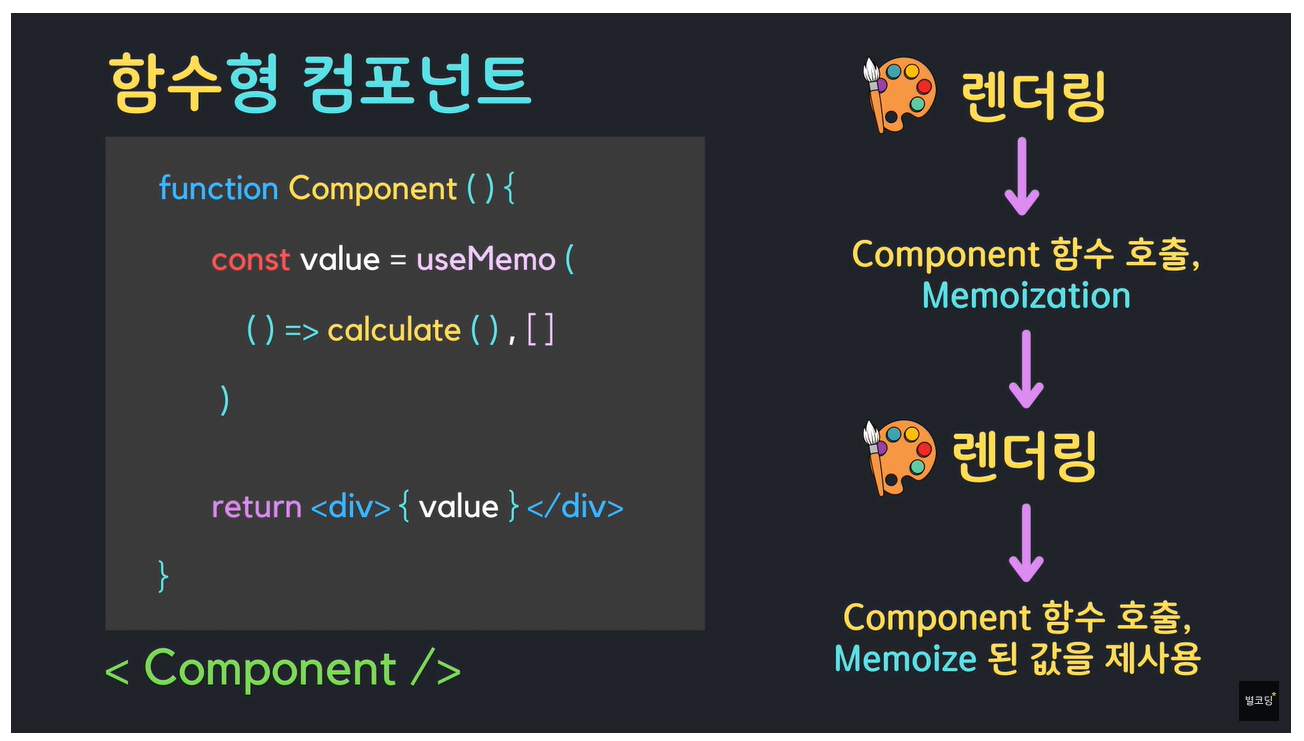 함수형 컴포넌트
function Component ( ) {
const value = useMemo (
( ) => calculate ( ) , [ ]
)
return <div> { value } </div>
}
< Component />
렌더링
Component 함수 호출,
Memoization
렌더링
Component 함수 호출,
Memoize 된 값을 제사용
별코딩*